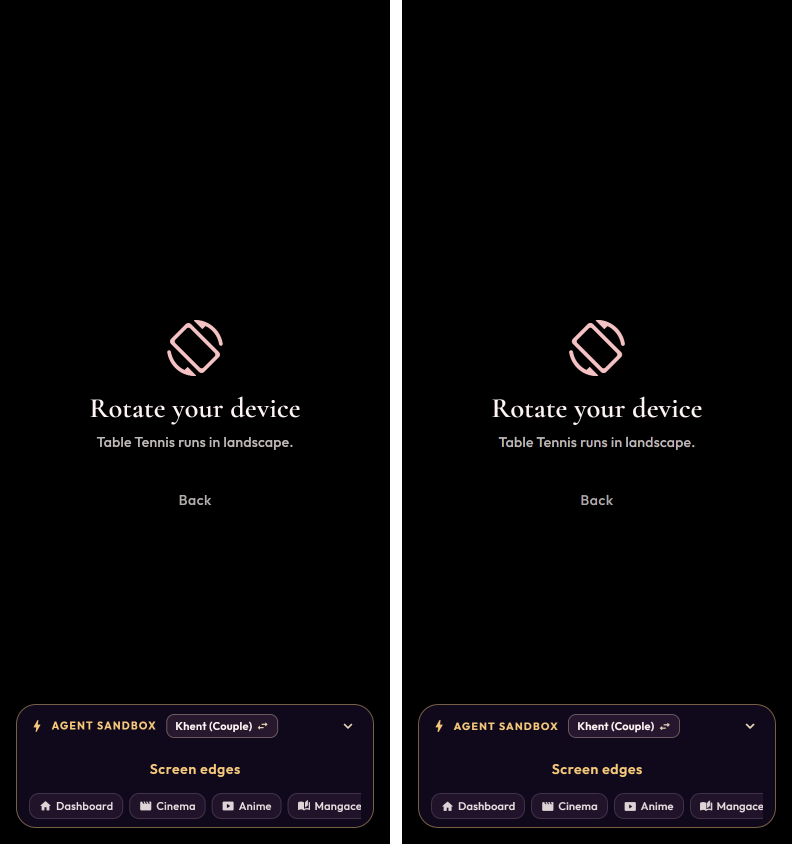 Rotate your device
Table Tennis runs in landscape.
Back
AGENT SANDBOX Khent (Couple)
Screen edges
Dashboard Cinema Anime Mangace
Rotate your device
Table Tennis runs in landscape.
Back
AGENT SANDBOX Khent (Couple)
Screen edges
Dashboard Cinema Anime Mangace